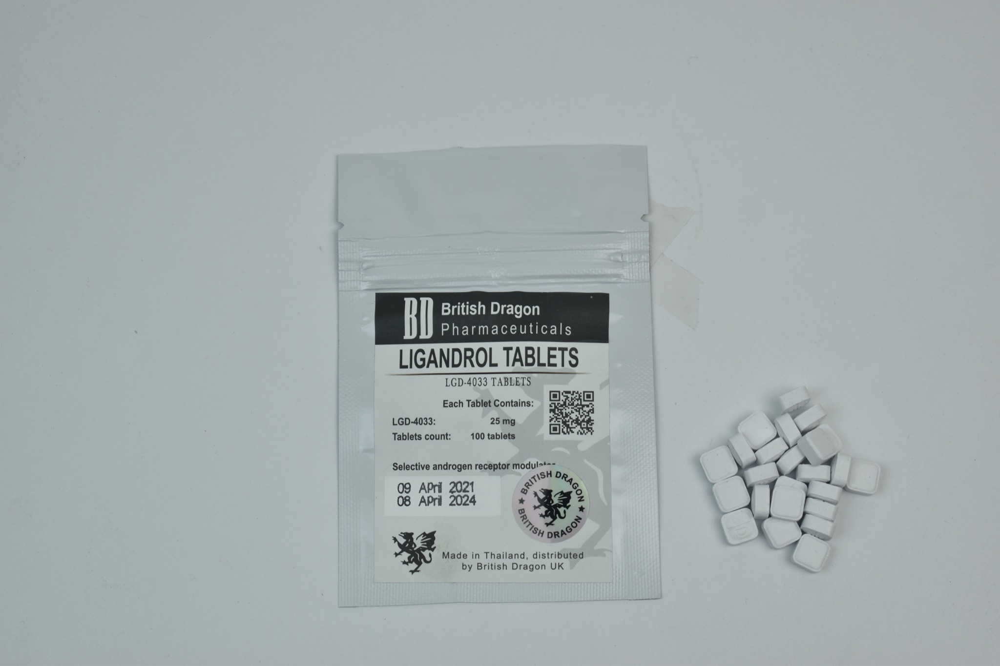 BD British Dragon
Pharmaceuticals
LIGANDROL TABLETS
LGD-4033 TABLETS
Each Tablet Contains:
LGD-4033: 25 mg
Tablets count: 100 tablets
Selective androgen receptor modulator
09 April 2021
08 April 2024
BRITISH DRAGON
BRITISH DRAGON
Made in Thailand, distributed
by British Dragon UK